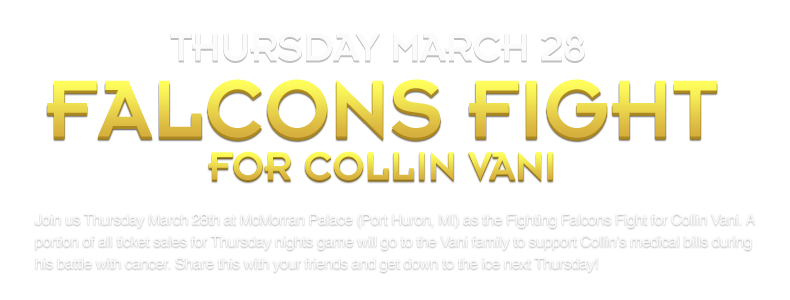 THURSDAY MARCH 28
FALCONS FIGHT
FOR COLLIN VANI
Join us Thursday March 28th at McMorran Palace (Port Huron, MI) as the Fighting Falcons Fight for Collin Vani. A
portion of all ticket sales for Thursday nights game will go to the Vani family to support Collin's medical bills during
his battle with cancer. Share this with your friends and get down to the ice next Thursday!